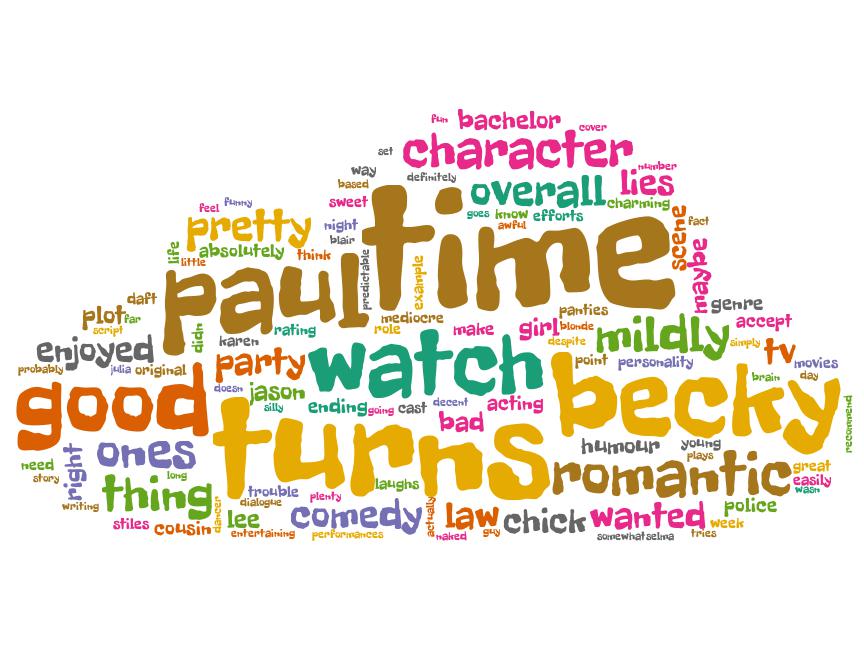 fun bachelor cover
set character number
way definitely
based overall lies
sweet charming
feel funny goes know efforts
pretty night awful fact
life absolutely blair scene
little think time maybe
paul predictable example
daft panties genre
plot far mediocre
script didn rating role make girl blonde accept
enjoyed karen despite mildly simply tv
probably julia original party watch point personality movies
doesn jason brain day
good silly ending going cast decent acting becky recommend
bad
turns humour young
right ones plays
need romantic great
story long laughs easily
thing trouble plenty wasn
writing dancer dialogue actually police
stiles cousin lee comedy law chick wanted week
entertaining performances naked guy somewhat selma tries